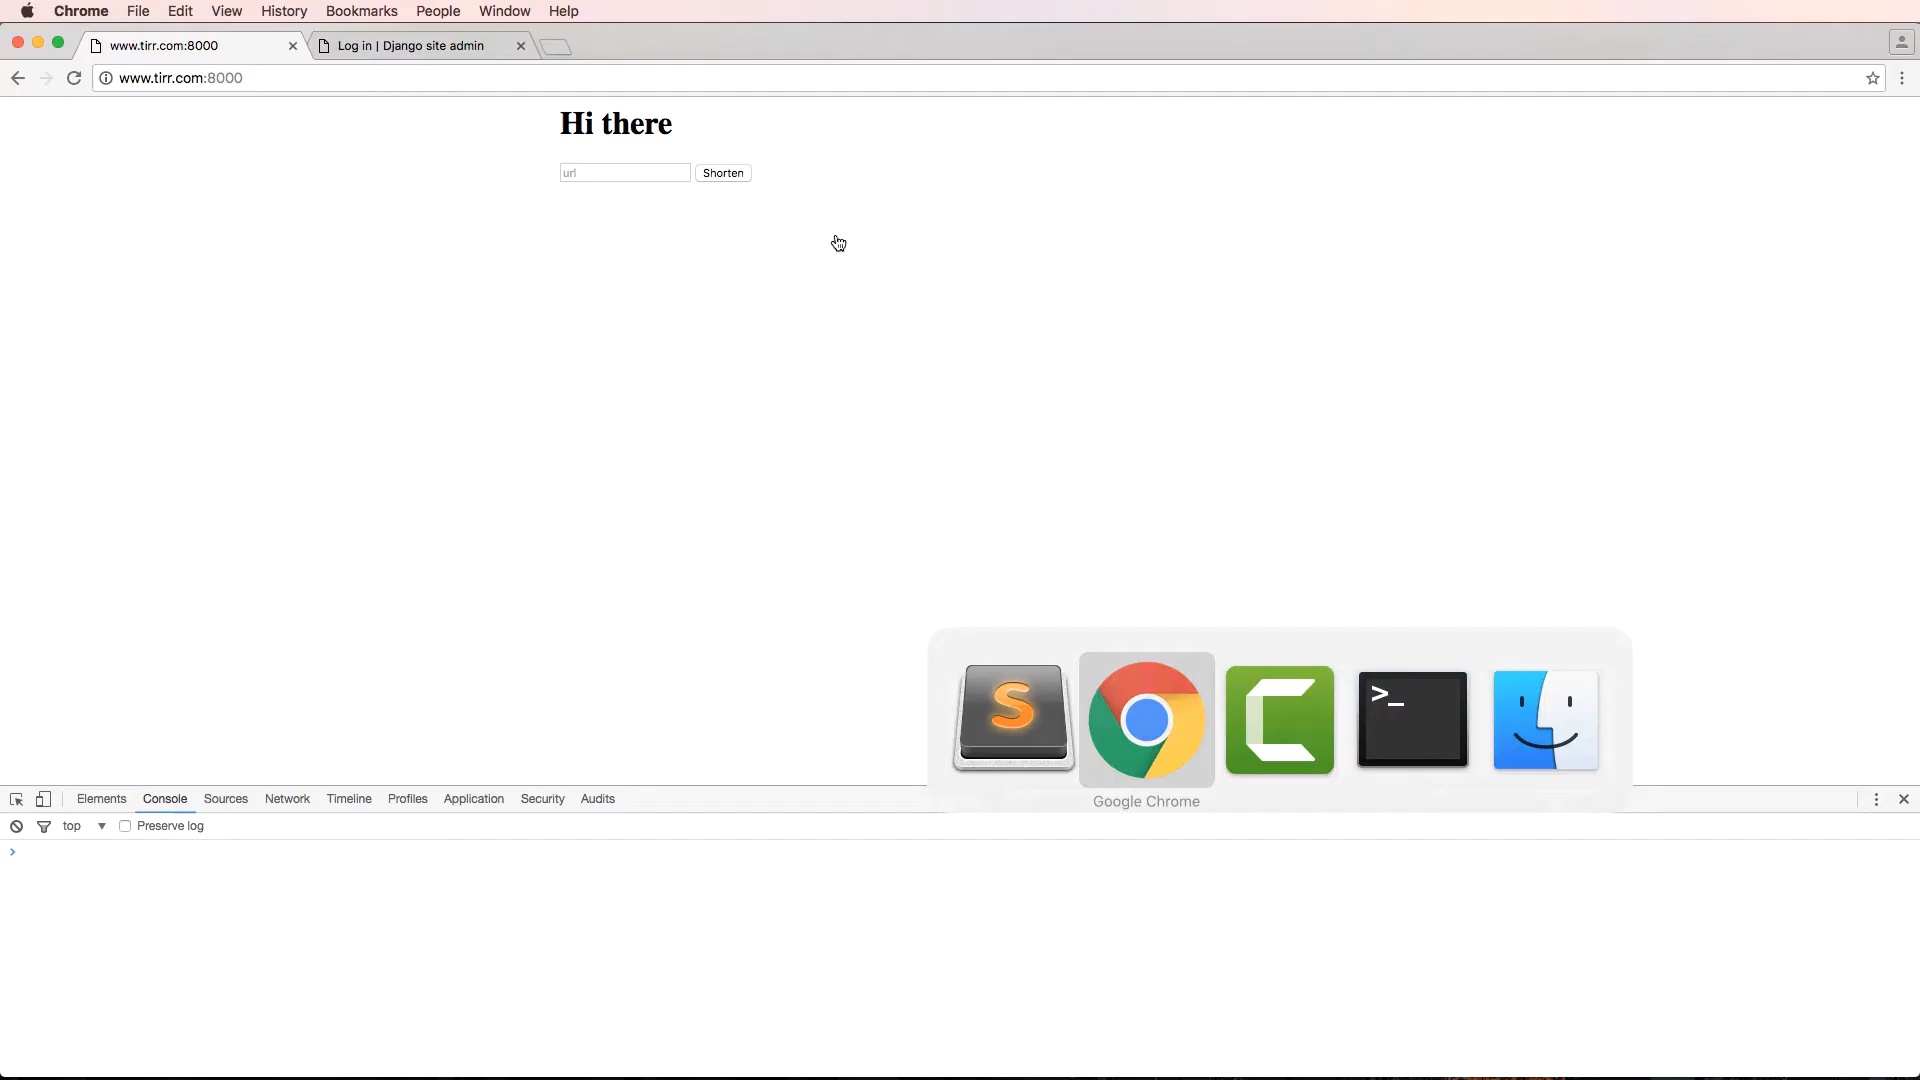 Chrome File Edit View History Bookmarks People Window Help
www.tirr.com:8000 Log in | Django site admin
www.tirr.com:8000
Hi there
url Shorten
S >_
Google Chrome
Elements Console Sources Network Timeline Profiles Application Security Audits
top Preserve log